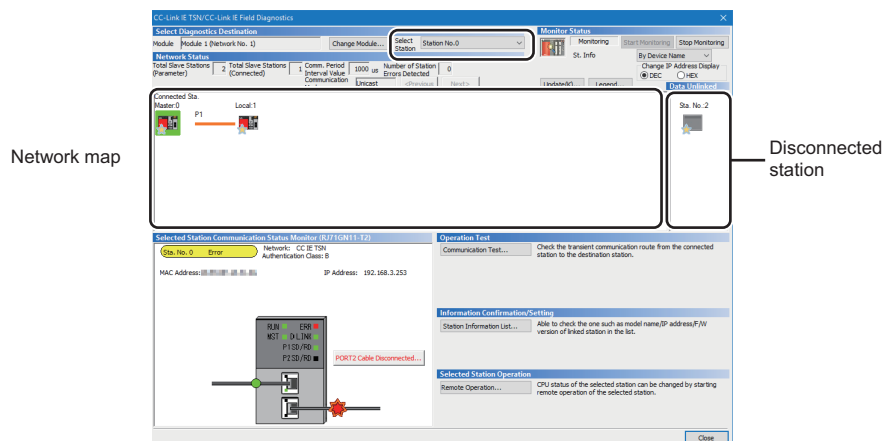 CC-Link IE TSN/CC-Link IE Field Diagnostics
Select Diagnostics Destination
Module Module 1 (Network No. 1) Change Module... Select Station Station No.0
Monitor Status
Monitoring Start Monitoring Stop Monitoring
St. Info By Device Name
Change IP Address Display
DEC HEX
Network Status
Total Slave Stations (Parameter) 2 Total Slave Stations (Connected) 1 Comm. Period Interval Value 1000 us Number of Station Errors Detected 0
Communication Unicast <Previous Next>
Update(K) Legend
Data Unlinked
Connected Sta.
Master:0 Local:1
P1
Sta. No.:2
Network map
Disconnected
station
Selected Station Communication Status Monitor (RJ71GN11-T2)
Sta. No. 0 Error
Network: CC IE TSN
Authentication Class: B
MAC Address:
IP Address: 192.168.3.253
RUN ERR
MST D LINK
P1SD/RD
P2SD/RD
PORT2 Cable Disconnected...
Operation Test
Communication Test...
Check the transient communication route from the connected
station to the destination station.
Information Confirmation/Setting
Station Information List...
Able to check the one such as model name/IP address/F/W
version of linked station in the list.
Selected Station Operation
Remote Operation...
CPU status of the selected station can be changed by starting
remote operation of the selected station.
Close